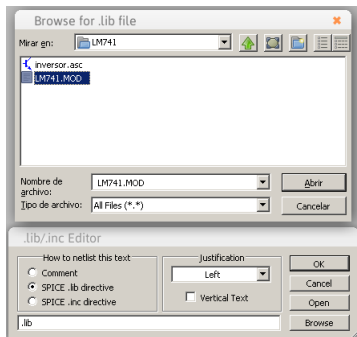 Browse for .lib file
Mirar en: LM741
inversor.asc
LM741.MOD
Nombre de archivo: LM741.MOD Abrir
Tipo de archivo: All Files (*.*) Cancelar
.lib/.inc Editor
How to netlist this text Justification OK
Comment Left Cancel
SPICE .lib directive
SPICE .inc directive Vertical Text Open
.lib Browse